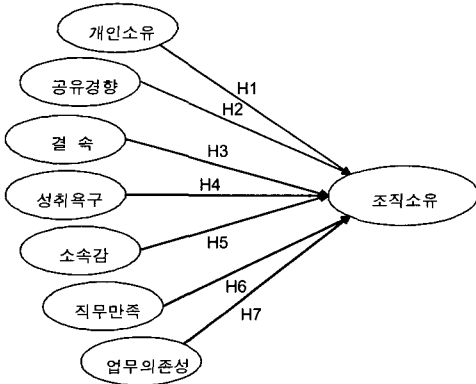 개인소유
H1
공유경향
H2
결 속
H3
성취욕구
H4
조직소유
소속감
H5
직무만족
H6
H7
업무의존성